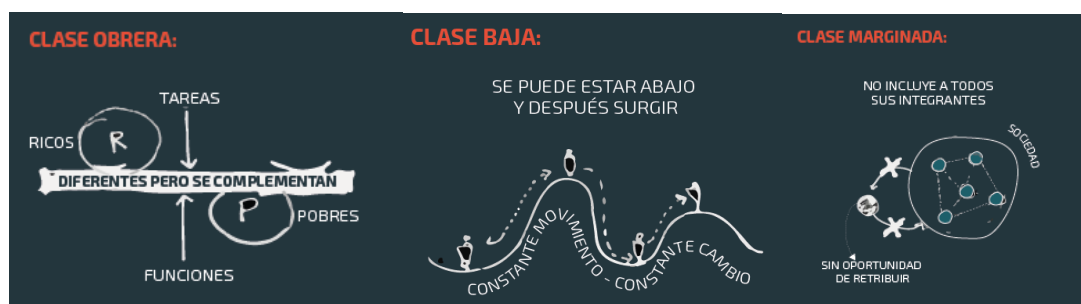 CLASE OBRERA:
TAREAS
RICOS
R
DIFERENTES PERO SE COMPLEMENTAN
P
POBRES
FUNCIONES
CLASE BAJA:
SE PUEDE ESTAR ABAJO
Y DESPUÉS SURGIR
CONSTANTE MOVIMIENTO - CONSTANTE CAMBIO
CLASE MARGINADA:
NO INCLUYE A TODOS
SUS INTEGRANTES
SOCIEDAD
SIN OPORTUNIDAD
DE RETRIBUIR